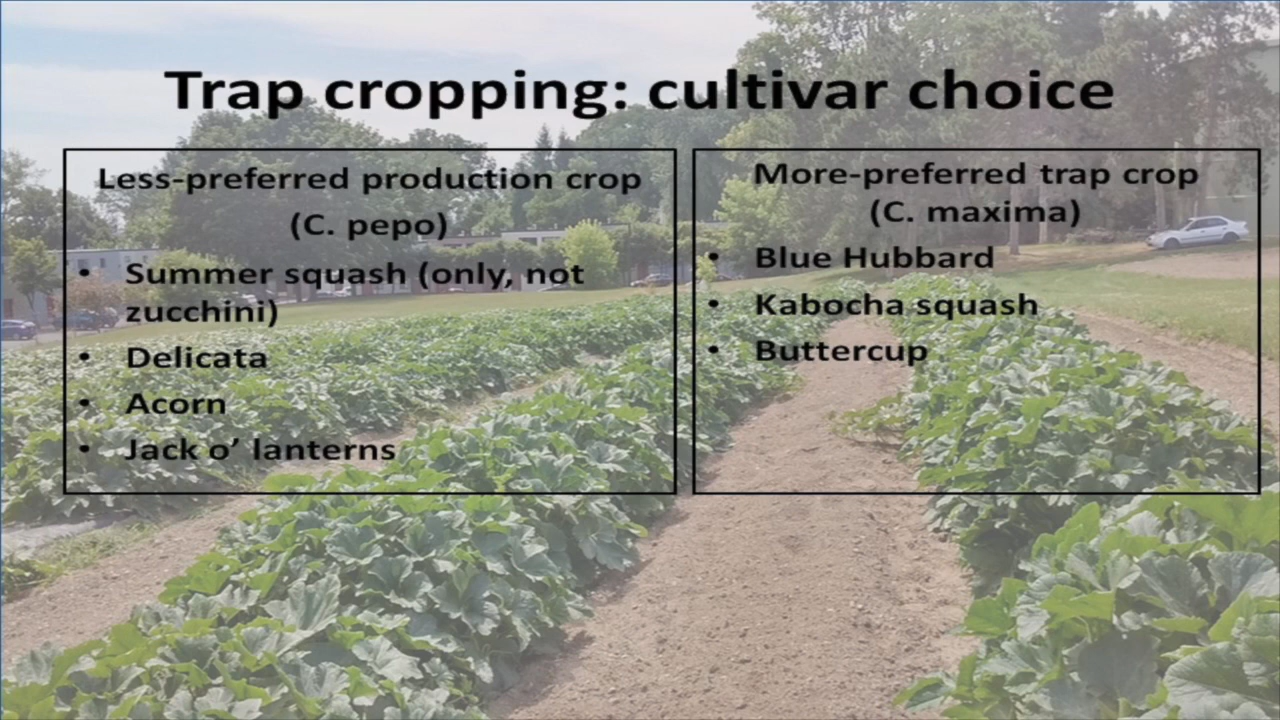 Trap cropping: cultivar choice
Less-preferred production crop
(C. pepo)
• Summer squash (only, not
zucchini)
• Delicata
• Acorn
• Jack o’ lanterns
More-preferred trap crop
(C. maxima)
• Blue Hubbard
• Kabocha squash
• Buttercup